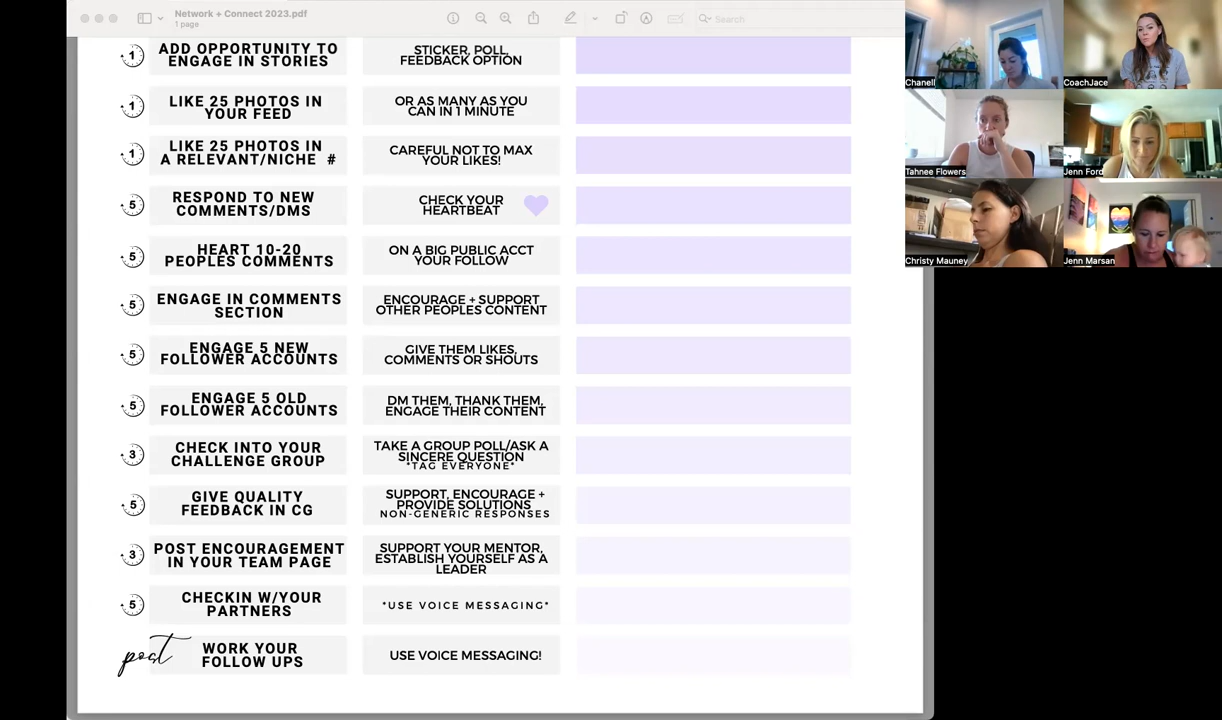 Network + Connect 2023.pdf
1 page
Search
1
ADD OPPORTUNITY TO
ENGAGE IN STORIES
STICKER, POLL,
FEEDBACK OPTION
1
LIKE 25 PHOTOS IN
YOUR FEED
OR AS MANY AS YOU
CAN IN 1 MINUTE
1
LIKE 25 PHOTOS IN
A RELEVANT/NICHE #
CAREFUL NOT TO MAX
YOUR LIKES!
5
RESPOND TO NEW
COMMENTS/DMS
CHECK YOUR
HEARTBEAT
5
HEART 10-20
PEOPLES COMMENTS
ON A BIG PUBLIC ACCT
YOUR FOLLOW
5
ENGAGE IN COMMENTS
SECTION
ENCOURAGE + SUPPORT
OTHER PEOPLES CONTENT
5
ENGAGE 5 NEW
FOLLOWER ACCOUNTS
GIVE THEM LIKES,
COMMENTS OR SHOUTS
5
ENGAGE 5 OLD
FOLLOWER ACCOUNTS
DM THEM, THANK THEM,
ENGAGE THEIR CONTENT
3
CHECK INTO YOUR
CHALLENGE GROUP
TAKE A GROUP POLL/ASK A
SINCERE QUESTION
*TAG EVERYONE*
5
GIVE QUALITY
FEEDBACK IN CG
SUPPORT, ENCOURAGE +
PROVIDE SOLUTIONS
NON-GENERIC RESPONSES
3
POST ENCOURAGEMENT
IN YOUR TEAM PAGE
SUPPORT YOUR MENTOR,
ESTABLISH YOURSELF AS A
LEADER
5
CHECKIN W/YOUR
PARTNERS
*USE VOICE MESSAGING*
post
WORK YOUR
FOLLOW UPS
USE VOICE MESSAGING!
Chanell
CoachJace
Tahnee Flowers
Jenn Ford
Christy Mauney
Jenn Marsan